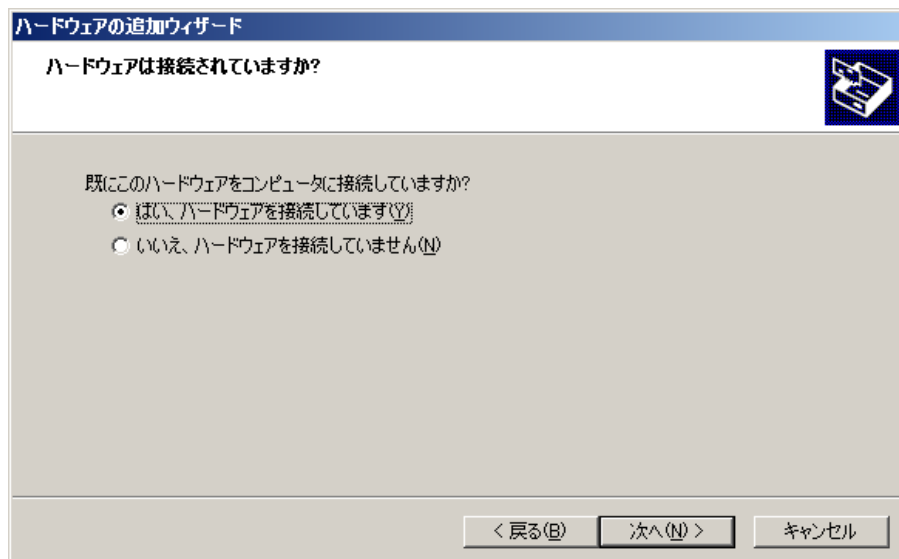 ハードウェアの追加ウィザード
ハードウェアは接続されていますか?
既にこのハードウェアをコンピュータに接続していますか?
はい、ハードウェアを接続しています(Y)
いいえ、ハードウェアを接続していません(N)
< 戻る(B) 次へ(N) > キャンセル